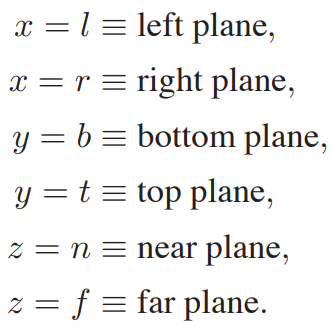 x = l ≡ left plane,
x = r ≡ right plane,
y = b ≡ bottom plane,
y = t ≡ top plane,
z = n ≡ near plane,
z = f ≡ far plane.